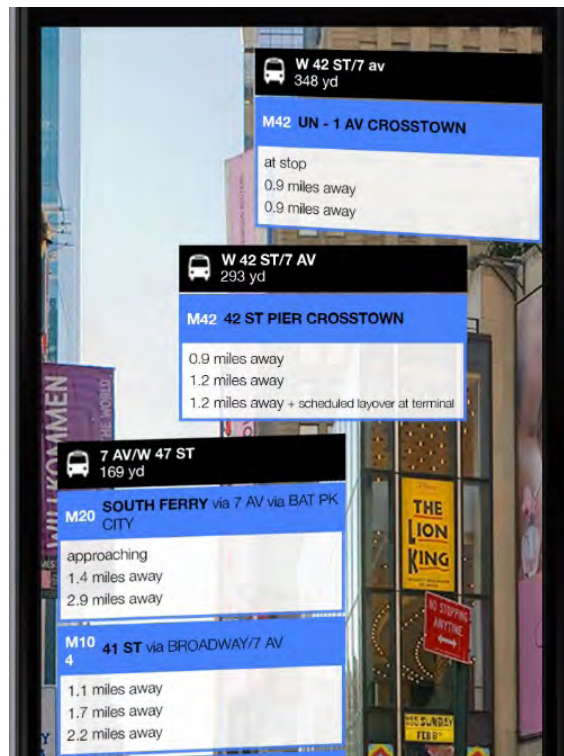 W 42 ST/7 av
348 yd
M42 UN - 1 AV CROSSTOWN
at stop
0.9 miles away
0.9 miles away
W 42 ST/7 AV
293 yd
M42 42 ST PIER CROSSTOWN
0.9 miles away
1.2 miles away
1.2 miles away + scheduled layover at terminal
7 AV/W 47 ST
169 yd
M20 SOUTH FERRY via 7 AV via BAT PK
CITY
approaching
1.4 miles away
2.9 miles away
M10
4
41 ST via BROADWAY/7 AV
1.1 miles away
1.7 miles away
2.2 miles away
WILLKOMMEN
THE WORLD
THE
LION
KING
NO STOPPING
ANYTIME
SUNDAY
FEB 8